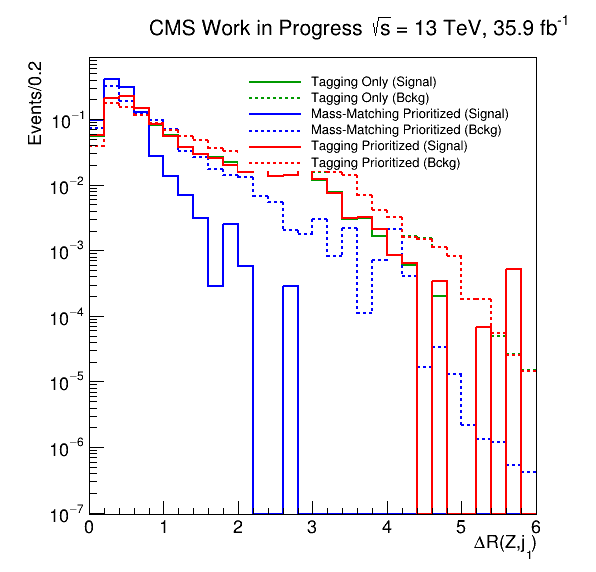 CMS Work in Progress √s = 13 TeV, 35.9 fb⁻¹
Events/0.2
Tagging Only (Signal)
Tagging Only (Bckg)
Mass-Matching Prioritized (Signal)
Mass-Matching Prioritized (Bckg)
Tagging Prioritized (Signal)
Tagging Prioritized (Bckg)
10⁻¹
10⁻²
10⁻³
10⁻⁴
10⁻⁵
10⁻⁶
10⁻⁷
0 1 2 3 4 5 6
ΔR(Z,j₁)